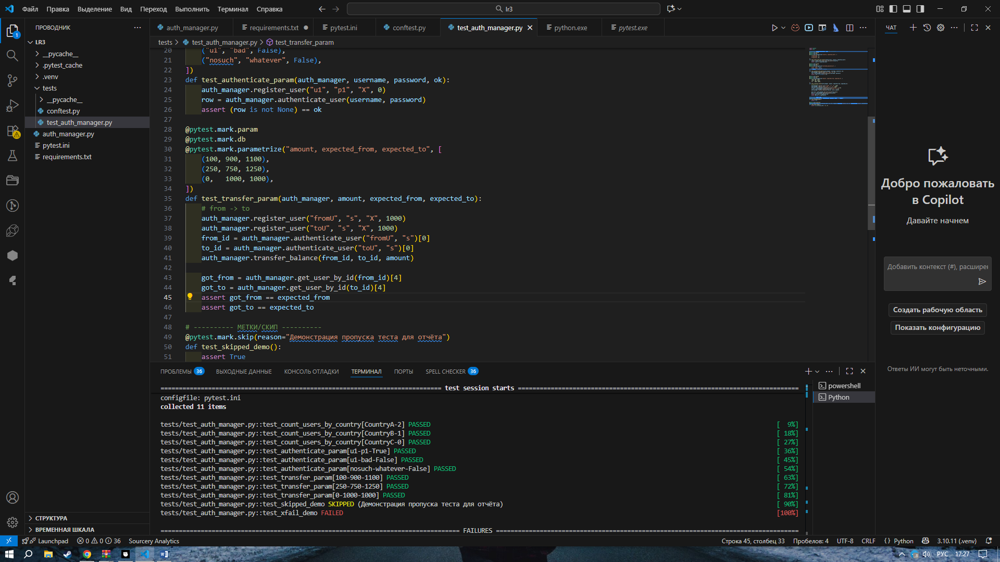 Файл Правка Выделение Вид Переход Выполнить Терминал Справка
lr3
ПРОВОДНИК
LR3
__pycache__
.pytest_cache
.venv
tests
__pycache__
conftest.py
test_auth_manager.py
auth_manager.py
pytest.ini
requirements.txt
СТРУКТУРА
ВРЕМЕННАЯ ШКАЛА
auth_manager.py requirements.txt pytest.ini conftest.py test_auth_manager.py python.exe pytest.exe
tests > test_auth_manager.py > test_transfer_param
20 ("u1", "bad", False),
21 ("nosuch", "whatever", False),
22 ])
23 def test_authenticate_param(auth_manager, username, password, ok):
24 auth_manager.register_user("u1", "p1", "X", 0)
25 row = auth_manager.authenticate_user(username, password)
26 assert (row is not None) == ok
27
28 @pytest.mark.param
29 @pytest.mark.db
30 @pytest.mark.parametrize("amount, expected_from, expected_to", [
31 (100, 900, 1100),
32 (250, 750, 1250),
33 (0,   1000, 1000),
34 ])
35 def test_transfer_param(auth_manager, amount, expected_from, expected_to):
36 # from -> to
37 auth_manager.register_user("fromU", "s", "X", 1000)
38 auth_manager.register_user("toU", "s", "X", 1000)
39 from_id = auth_manager.authenticate_user("fromU", "s")[0]
40 to_id = auth_manager.authenticate_user("toU", "s")[0]
41 auth_manager.transfer_balance(from_id, to_id, amount)
42
43 got_from = auth_manager.get_user_by_id(from_id)[4]
44 got_to = auth_manager.get_user_by_id(to_id)[4]
45 assert got_from == expected_from
46 assert got_to == expected_to
47
48 # ---------- МЕТКИ/СКИП ----------
49 @pytest.mark.skip(reason="Демонстрация пропуска теста для отчёта")
50 def test_skipped_demo():
51 assert True
ПРОБЛЕМЫ 36 ВЫХОДНЫЕ ДАННЫЕ КОНСОЛЬ ОТЛАДКИ ТЕРМИНАЛ ПОРТЫ SPELL CHECKER 36
test session starts
configfile: pytest.ini
collected 11 items
tests/test_auth_manager.py::test_count_users_by_country[CountryA-2] PASSED [  9%]
tests/test_auth_manager.py::test_count_users_by_country[CountryB-1] PASSED [ 18%]
tests/test_auth_manager.py::test_count_users_by_country[CountryC-0] PASSED [ 27%]
tests/test_auth_manager.py::test_authenticate_param[u1-p1-True] PASSED [ 36%]
tests/test_auth_manager.py::test_authenticate_param[u1-bad-False] PASSED [ 45%]
tests/test_auth_manager.py::test_authenticate_param[nosuch-whatever-False] PASSED [ 54%]
tests/test_auth_manager.py::test_transfer_param[100-900-1100] PASSED [ 63%]
tests/test_auth_manager.py::test_transfer_param[250-750-1250] PASSED [ 72%]
tests/test_auth_manager.py::test_transfer_param[0-1000-1000] PASSED [ 81%]
tests/test_auth_manager.py::test_skipped_demo SKIPPED (Демонстрация пропуска теста для отчёта) [ 90%]
tests/test_auth_manager.py::test_xfail_demo FAILED [100%]
FAILURES
powershell
Python
ЧАТ
Добро пожаловать
в Copilot
Давайте начнем
Добавить контекст (#), расширен
Создать рабочую область
Показать конфигурацию
Ответы ИИ могут быть неточными.
Launchpad 0 0 36 Sourcery Analytics Строка 45, столбец 33 Пробелов: 4 UTF-8 CRLF {} Python 3.10.11 (.venv)
РУС 17:27